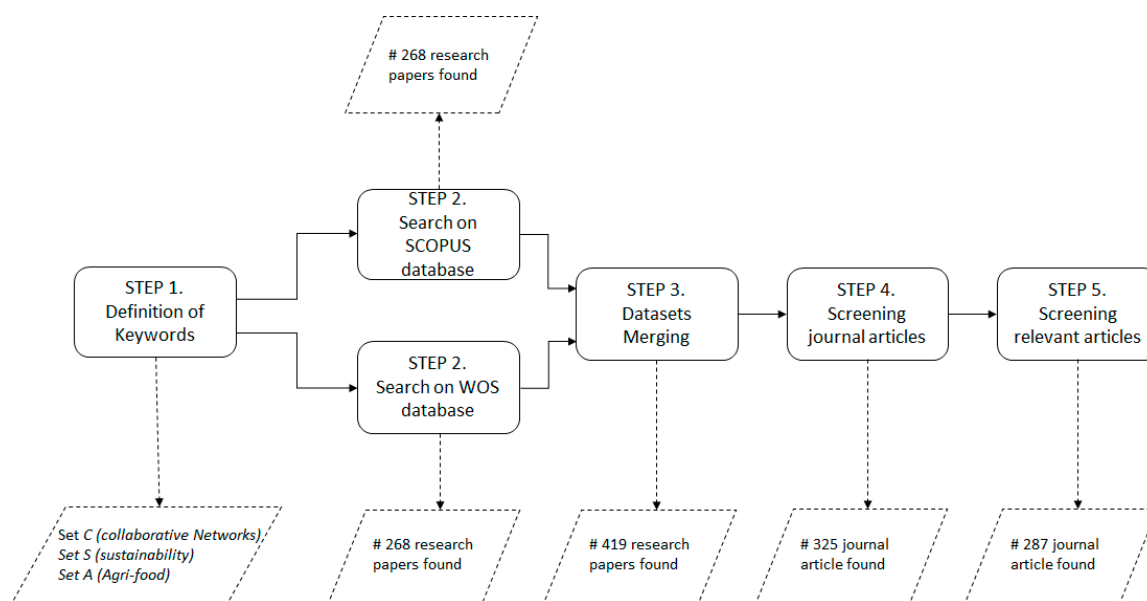 # 268 research
papers found
STEP 2.
Search on
SCOPUS
database
STEP 1.
Definition of
Keywords
STEP 2.
Search on WOS
database
STEP 3.
Datasets
Merging
STEP 4.
Screening
journal articles
STEP 5.
Screening
relevant articles
Set C (collaborative Networks),
Set S (sustainability)
Set A (Agri-food)
# 268 research
papers found
# 419 research
papers found
# 325 journal
article found
# 287 journal
article found